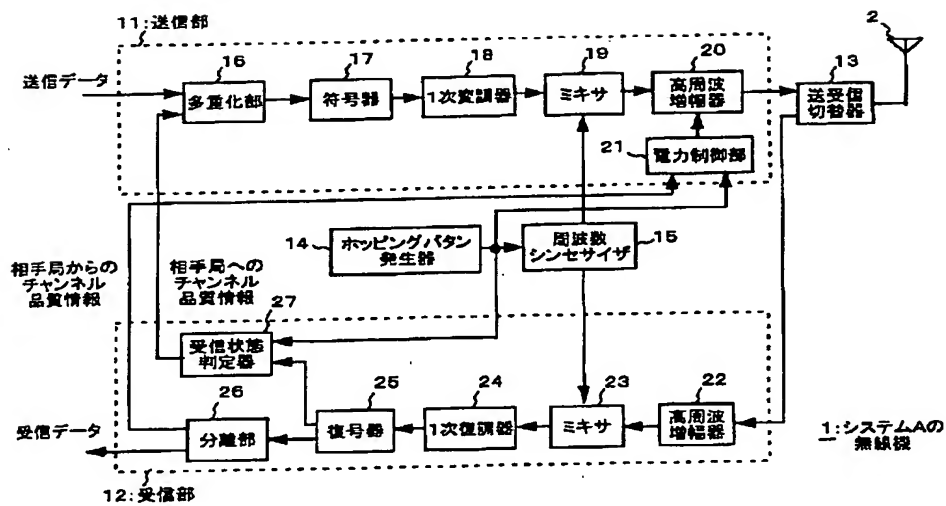 11:送信部
2
送信データ
16
多重化部
17
符号器
18
1次変調器
19
ミキサ
20
高周波
増幅器
13
送受信
切替器
21
電力制御部
14
ホッピングパタン
発生器
周波数
シンセサイザ
15
相手局からの
チャンネル
品質情報
相手局への
チャンネル
品質情報
27
受信状態
判定器
26
分離部
25
復号器
24
1次復調器
23
ミキサ
22
高周波
増幅器
受信データ
1:システムAの
無線機
12:受信部